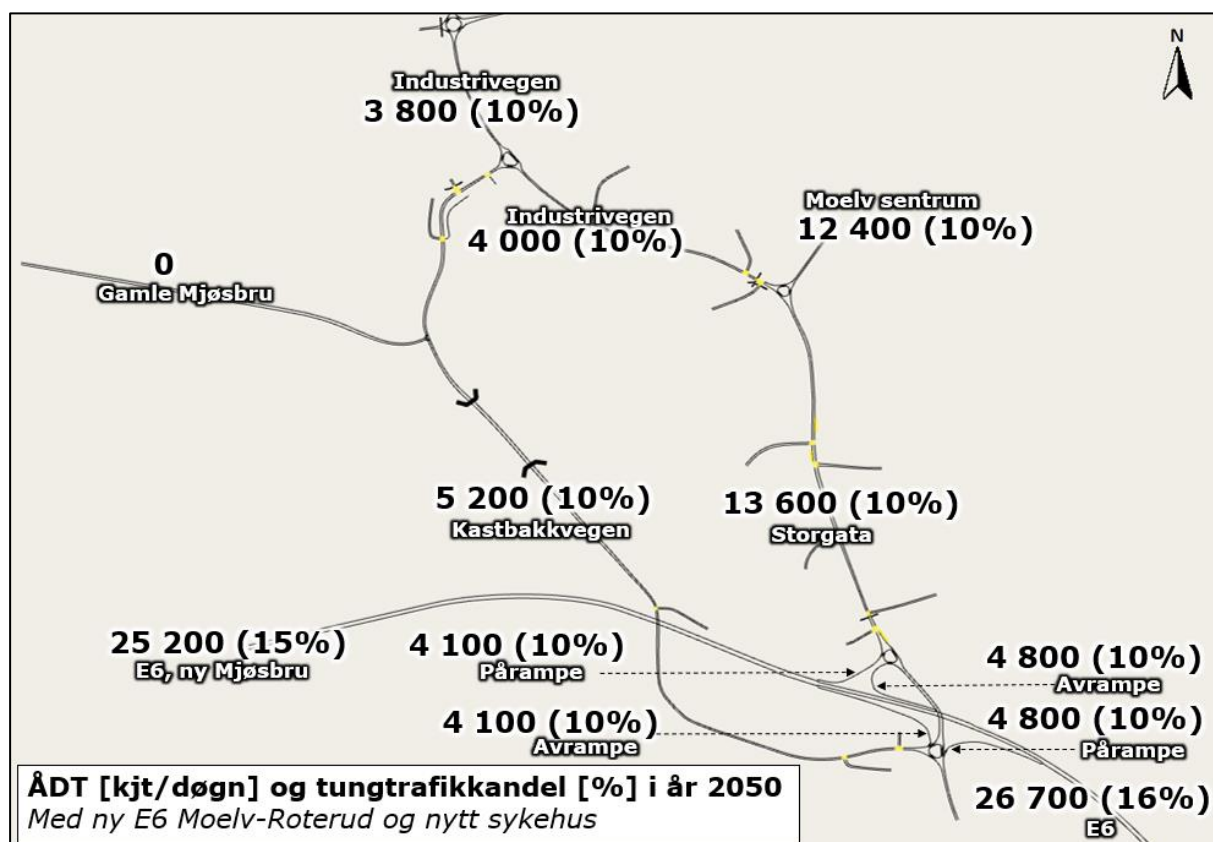 N
Industrivegen
3 800 (10%)
Moelv sentrum
12 400 (10%)
Industrivegen
4 000 (10%)
0
Gamle Mjøsbru
5 200 (10%)
Kastbakkvegen
13 600 (10%)
Storgata
25 200 (15%)
E6, ny Mjøsbru
4 100 (10%)
Pårampe
4 800 (10%)
Avrampe
4 100 (10%)
Avrampe
4 800 (10%)
Pårampe
26 700 (16%)
E6
ÅDT [kjt/døgn] og tungtrafikkandel [%] i år 2050
Med ny E6 Moelv-Roterud og nytt sykehus